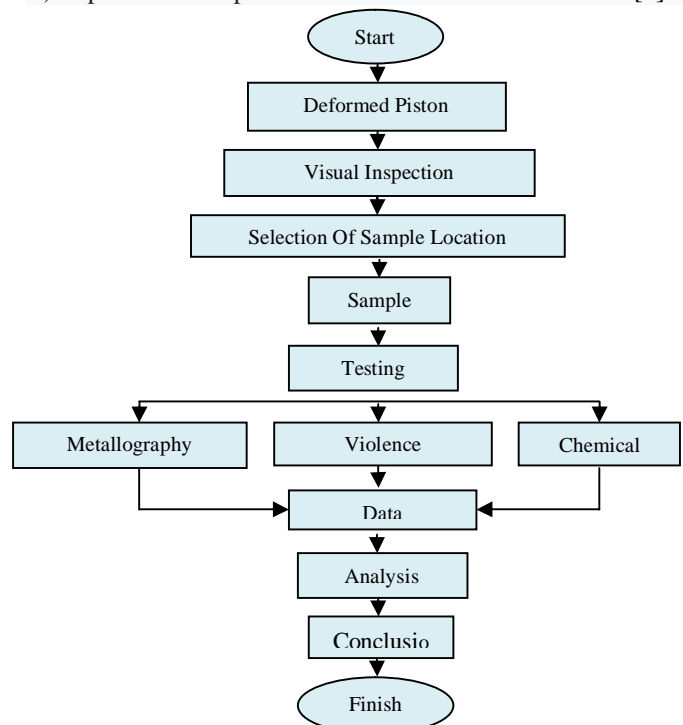 Start
Deformed Piston
Visual Inspection
Selection Of Sample Location
Sample
Testing
Metallography Violence Chemical
Data
Analysis
Conclusio
Finish